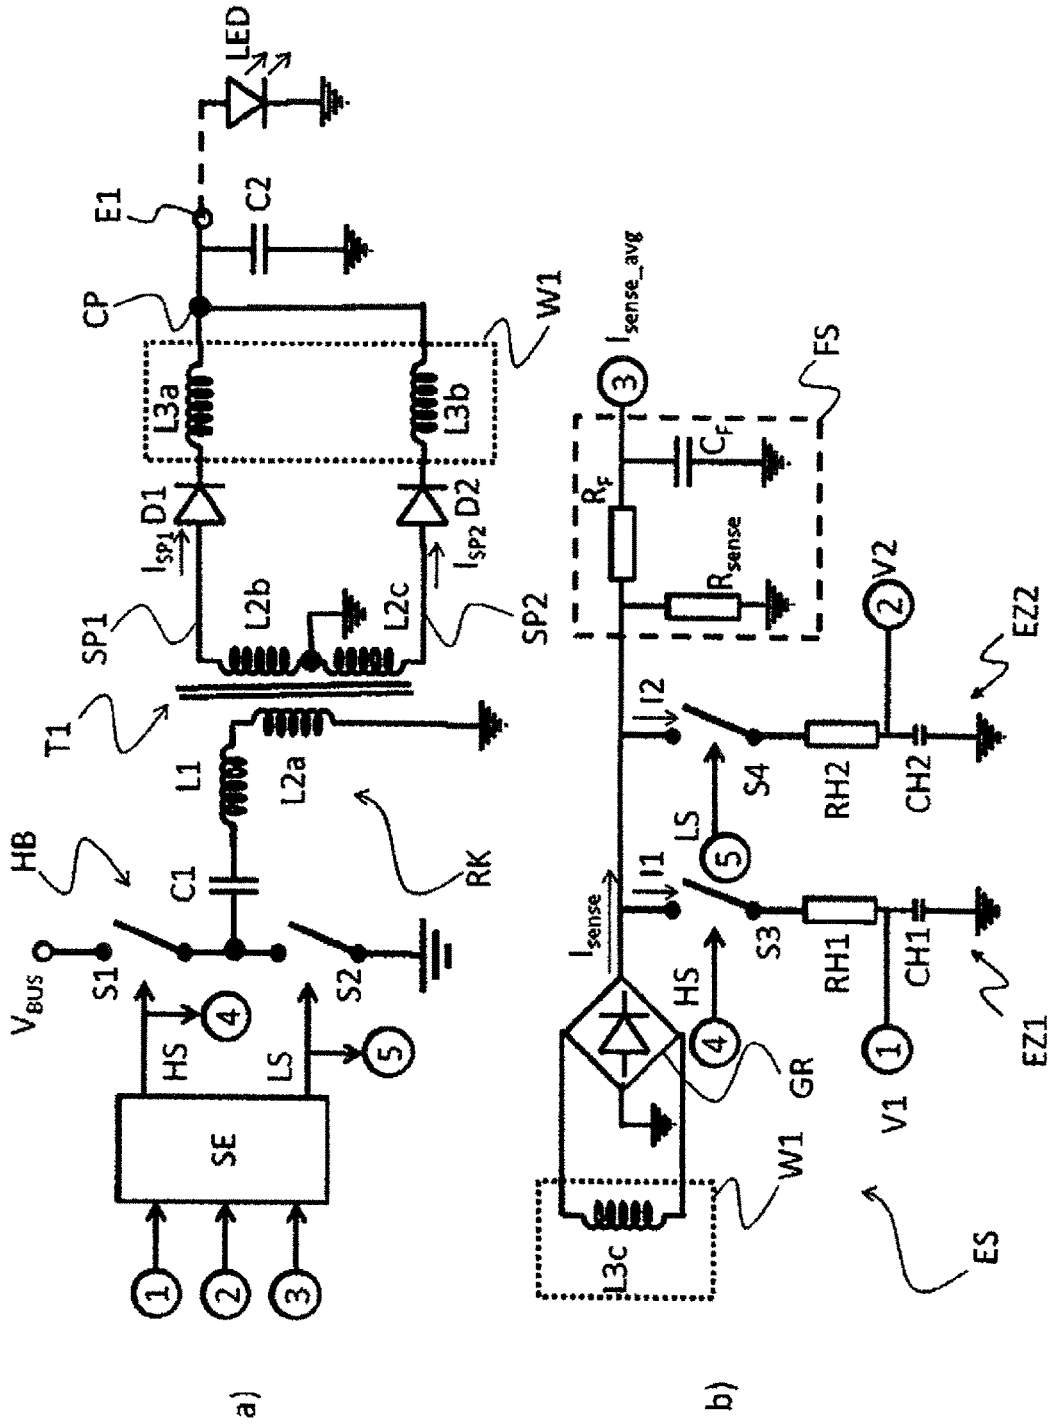 a)
1
2
3
SE
HS
4
LS
5
V_BUS
S1
S2
HB
C1
L1
L2a
RK
T1
SP1
L2b
L2c
SP2
I_SP1
I_SP2
D1
D2
L3a
L3b
W1
CP
E1
C2
LED
b)
L3c
W1
ES
GR
I_sense
HS
4
I1
S3
RH1
CH1
1
V1
EZ1
LS
5
I2
S4
RH2
CH2
2
V2
EZ2
R_sense
R_F
C_F
FS
3
I_sense_avg